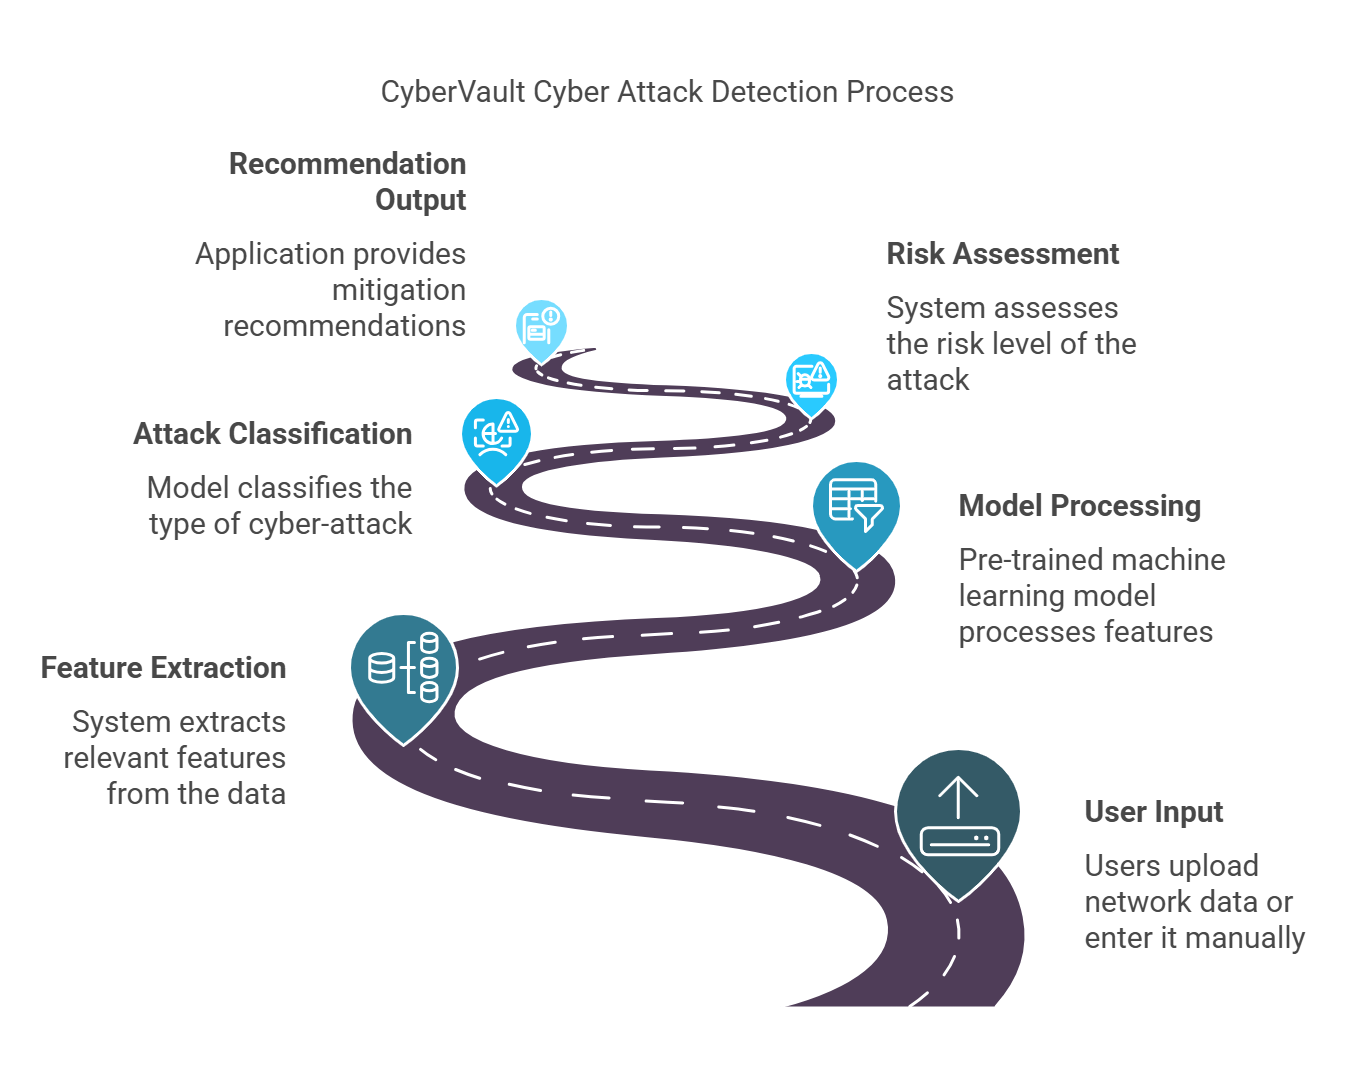 CyberVault Cyber Attack Detection Process
Recommendation
Output
Application provides
mitigation
recommendations
Risk Assessment
System assesses
the risk level of the
attack
Attack Classification
Model classifies the
type of cyber-attack
Model Processing
Pre-trained machine
learning model
processes features
Feature Extraction
System extracts
relevant features
from the data
User Input
Users upload
network data or
enter it manually